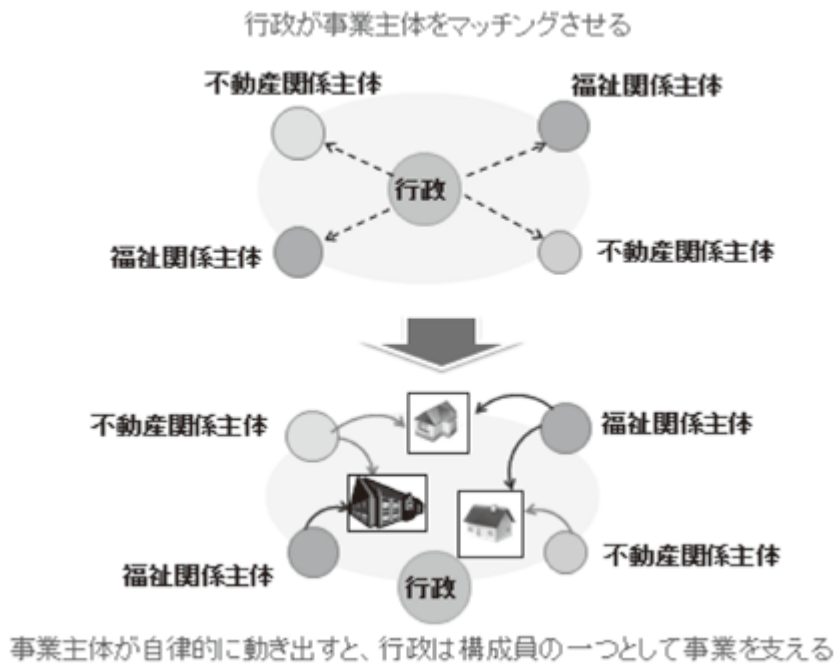 行政が事業主体をマッチングさせる
不動産関係主体
福祉関係主体
行政
福祉関係主体
不動産関係主体
不動産関係主体
福祉関係主体
福祉関係主体
不動産関係主体
行政
事業主体が自律的に動き出すと、行政は構成員の一つとして事業を支える